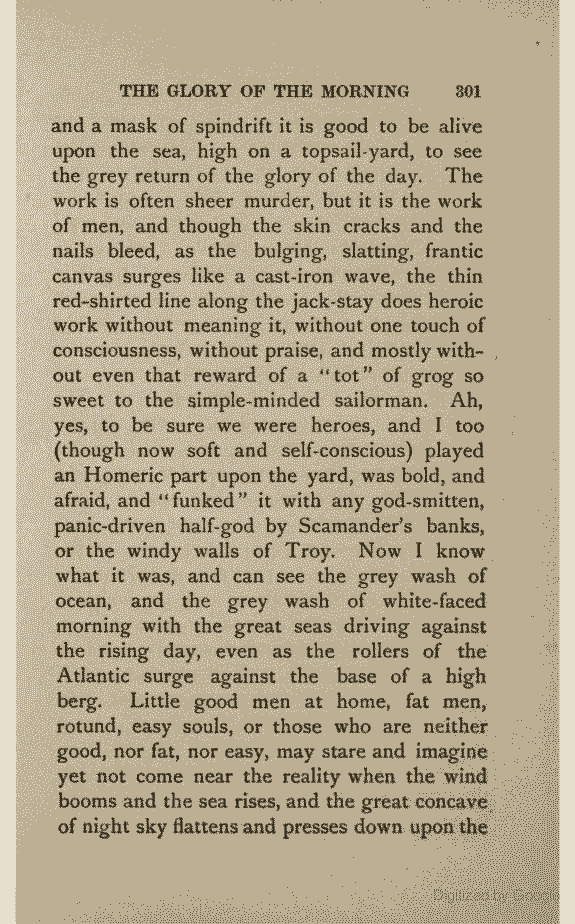 THE GLORY OF THE MORNING 301
and a mask of spindrift it is good to be alive
upon the sea, high on a topsail-yard, to see
the grey return of the glory of the day. The
work is often sheer murder, but it is the work
of men, and though the skin cracks and the
nails bleed, as the bulging, slatting, frantic
canvas surges like a cast-iron wave, the thin
red-shirted line along the jack-stay does heroic
work without meaning it, without one touch of
consciousness, without praise, and mostly with-
out even that reward of a "tot" of grog so
sweet to the simple-minded sailorman. Ah,
yes, to be sure we were heroes, and I too
(though now soft and self-conscious) played
an Homeric part upon the yard, was bold, and
afraid, and "funked" it with any god-smitten,
panic-driven half-god by Scamander's banks,
or the windy walls of Troy. Now I know
what it was, and can see the grey wash of
ocean, and the grey wash of white-faced
morning with the great seas driving against
the rising day, even as the rollers of the
Atlantic surge against the base of a high
berg. Little good men at home, fat men,
rotund, easy souls, or those who are neither
good, nor fat, nor easy, may stare and imagine
yet not come near the reality when the wind
booms and the sea rises, and the great concave
of night sky flattens and presses down upon the
Digitized by Google